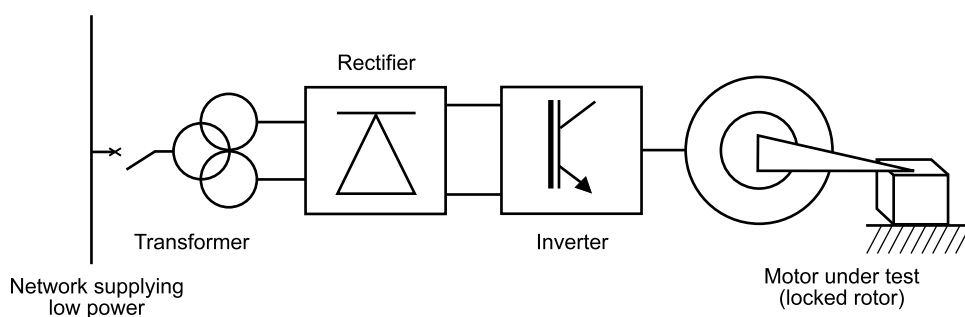 Rectifier
Transformer
Inverter
Network supplying
low power
Motor under test
(locked rotor)